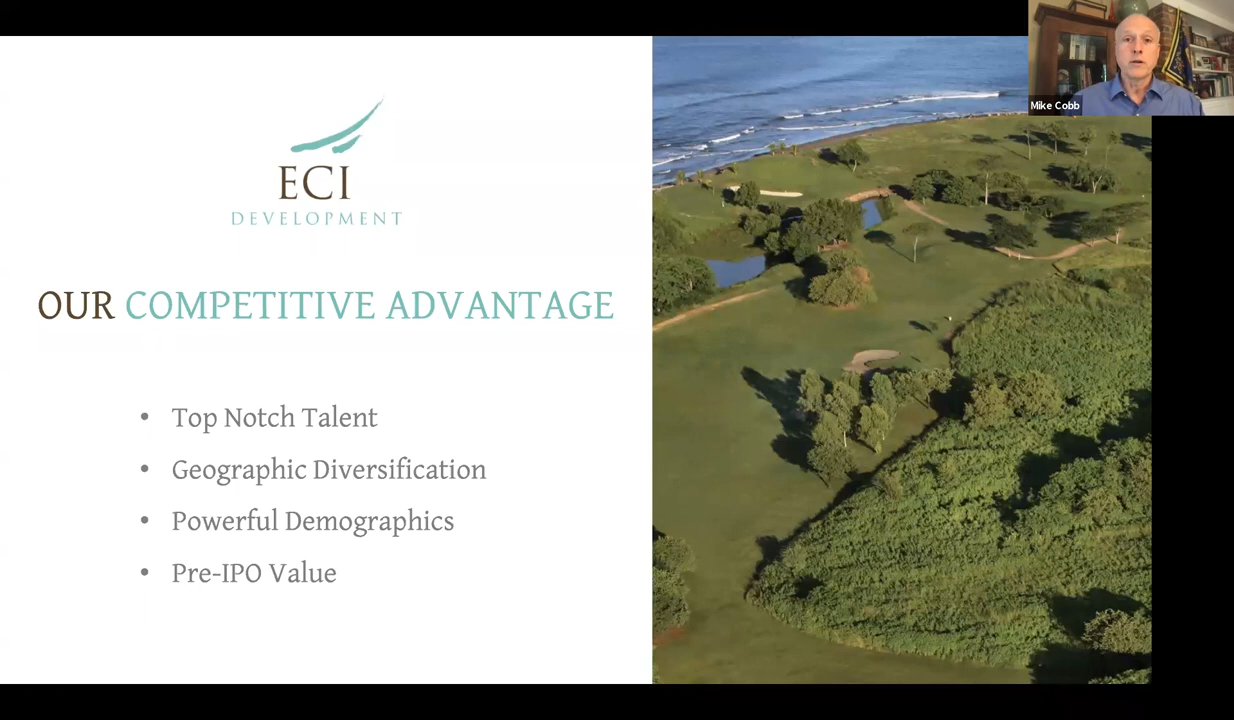 ECI
DEVELOPMENT
OUR COMPETITIVE ADVANTAGE
• Top Notch Talent
• Geographic Diversification
• Powerful Demographics
• Pre-IPO Value
Mike Cobb